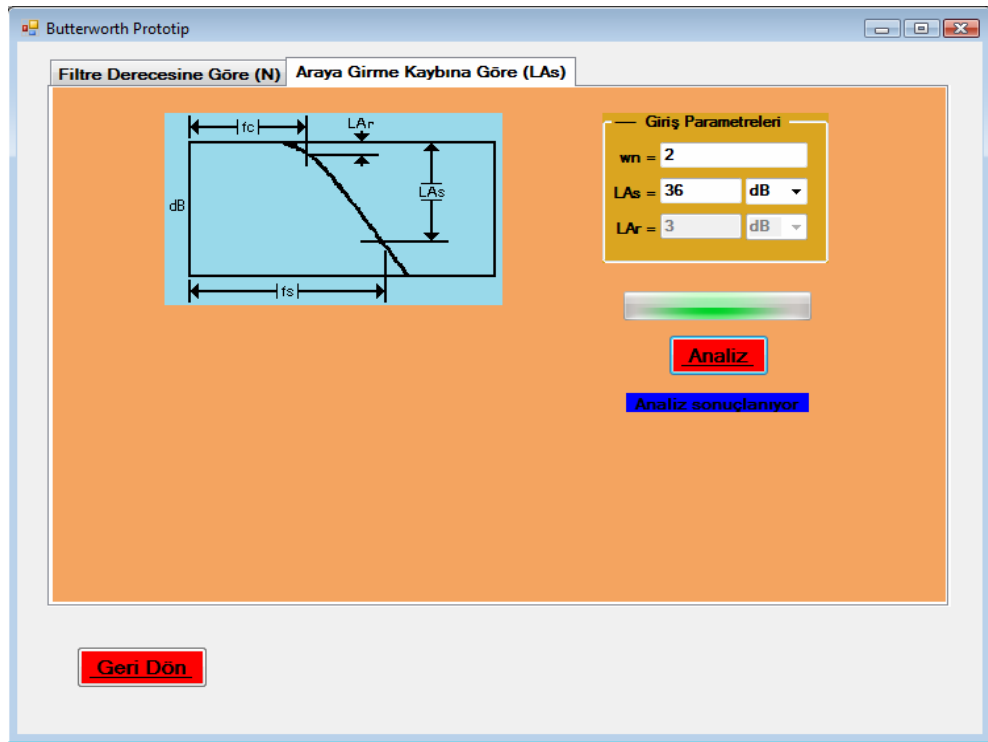 Butterworth Prototip
Filtre Derecesine Göre (N)
Araya Girme Kaybına Göre (LAs)
fc
LAr
LAs
dB
fs
Giriş Parametreleri
wn = 2
LAs = 36 dB
LAr = 3 dB
Analiz
Analiz sonuçlanıyor
Geri Dön